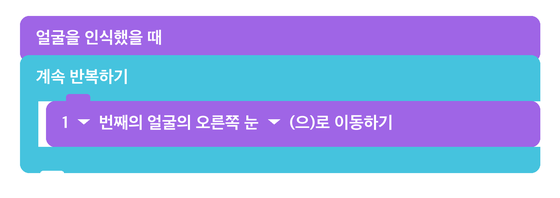 얼굴을 인식했을 때
계속 반복하기
1 번째의 얼굴의 오른쪽 눈 (으)로 이동하기